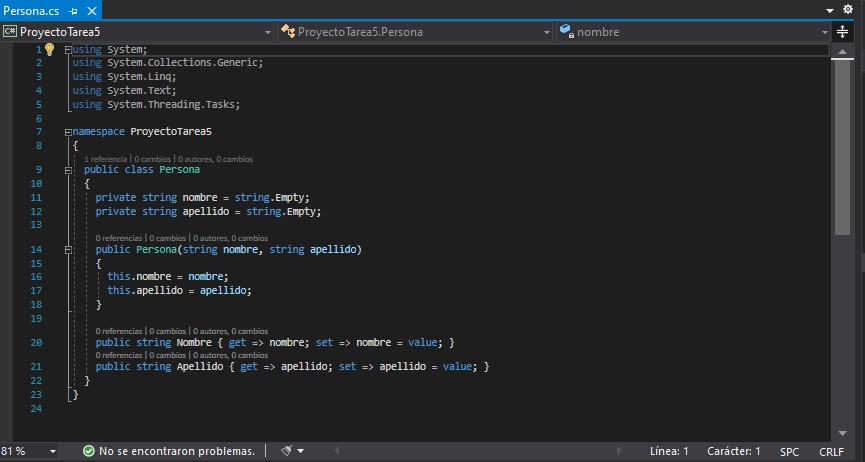 Persona.cs
ProyectoTarea5 ProyectoTarea5.Persona nombre
1 using System;
2 using System.Collections.Generic;
3 using System.Linq;
4 using System.Text;
5 using System.Threading.Tasks;
6
7 namespace ProyectoTarea5
8 {
1 referencia | 0 cambios | 0 autores, 0 cambios
9 public class Persona
10 {
11 private string nombre = string.Empty;
12 private string apellido = string.Empty;
13
0 referencias | 0 cambios | 0 autores, 0 cambios
14 public Persona(string nombre, string apellido)
15 {
16 this.nombre = nombre;
17 this.apellido = apellido;
18 }
19
0 referencias | 0 cambios | 0 autores, 0 cambios
20 public string Nombre { get => nombre; set => nombre = value; }
0 referencias | 0 cambios | 0 autores, 0 cambios
21 public string Apellido { get => apellido; set => apellido = value; }
22 }
23 }
24
81 % No se encontraron problemas. Línea: 1 Carácter: 1 SPC CRLF